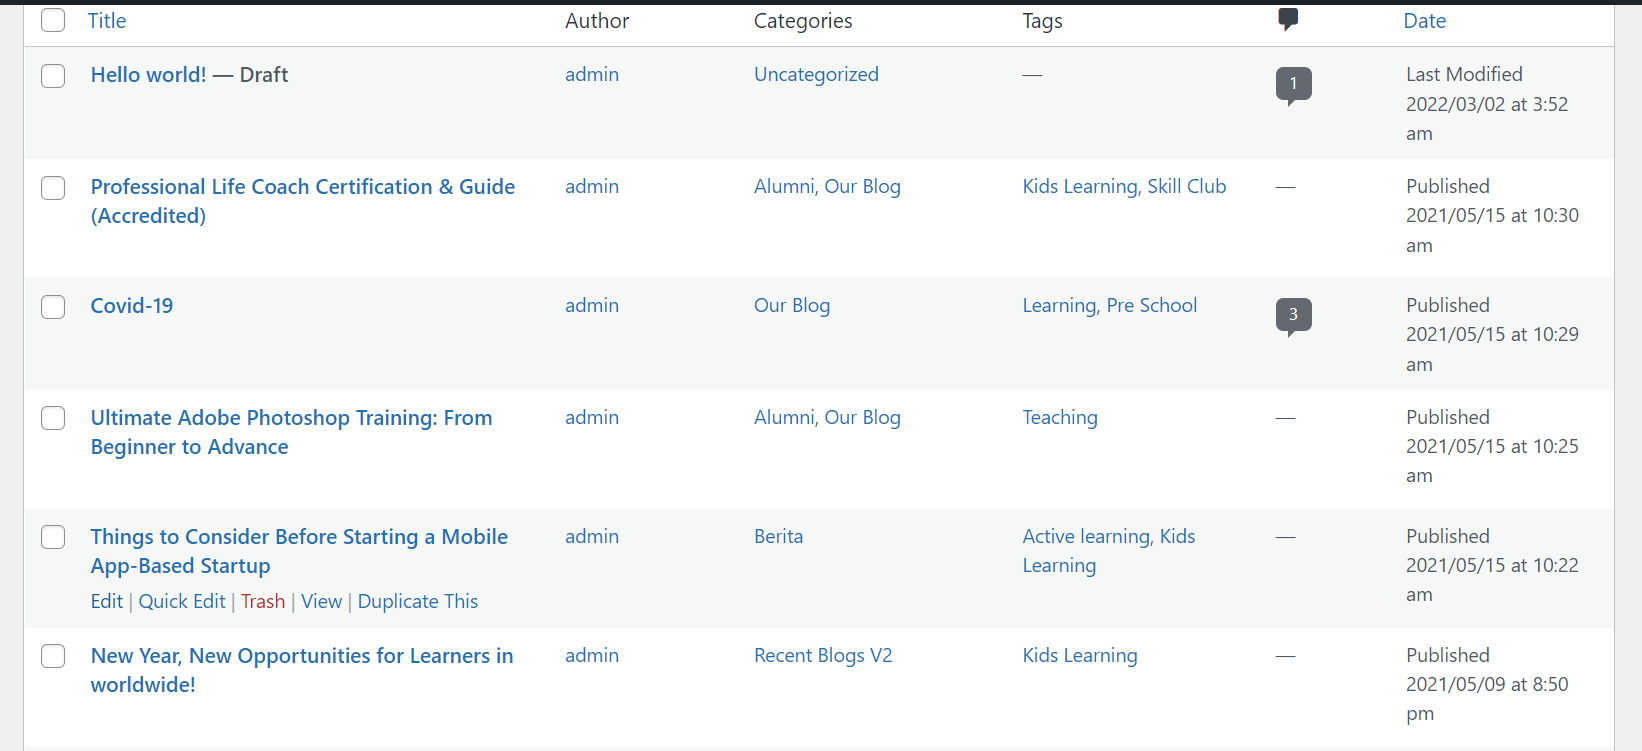 Title Author Categories Tags Date
Hello world! — Draft admin Uncategorized — 1 Last Modified
2022/03/02 at 3:52
am
Professional Life Coach Certification & Guide admin Alumni, Our Blog Kids Learning, Skill Club — Published
(Accredited) 2021/05/15 at 10:30
am
Covid-19 admin Our Blog Learning, Pre School 3 Published
2021/05/15 at 10:29
am
Ultimate Adobe Photoshop Training: From admin Alumni, Our Blog Teaching — Published
Beginner to Advance 2021/05/15 at 10:25
am
Things to Consider Before Starting a Mobile admin Berita Active learning, Kids — Published
App-Based Startup Learning 2021/05/15 at 10:22
Edit | Quick Edit | Trash | View | Duplicate This am
New Year, New Opportunities for Learners in admin Recent Blogs V2 Kids Learning — Published
worldwide! 2021/05/09 at 8:50
pm